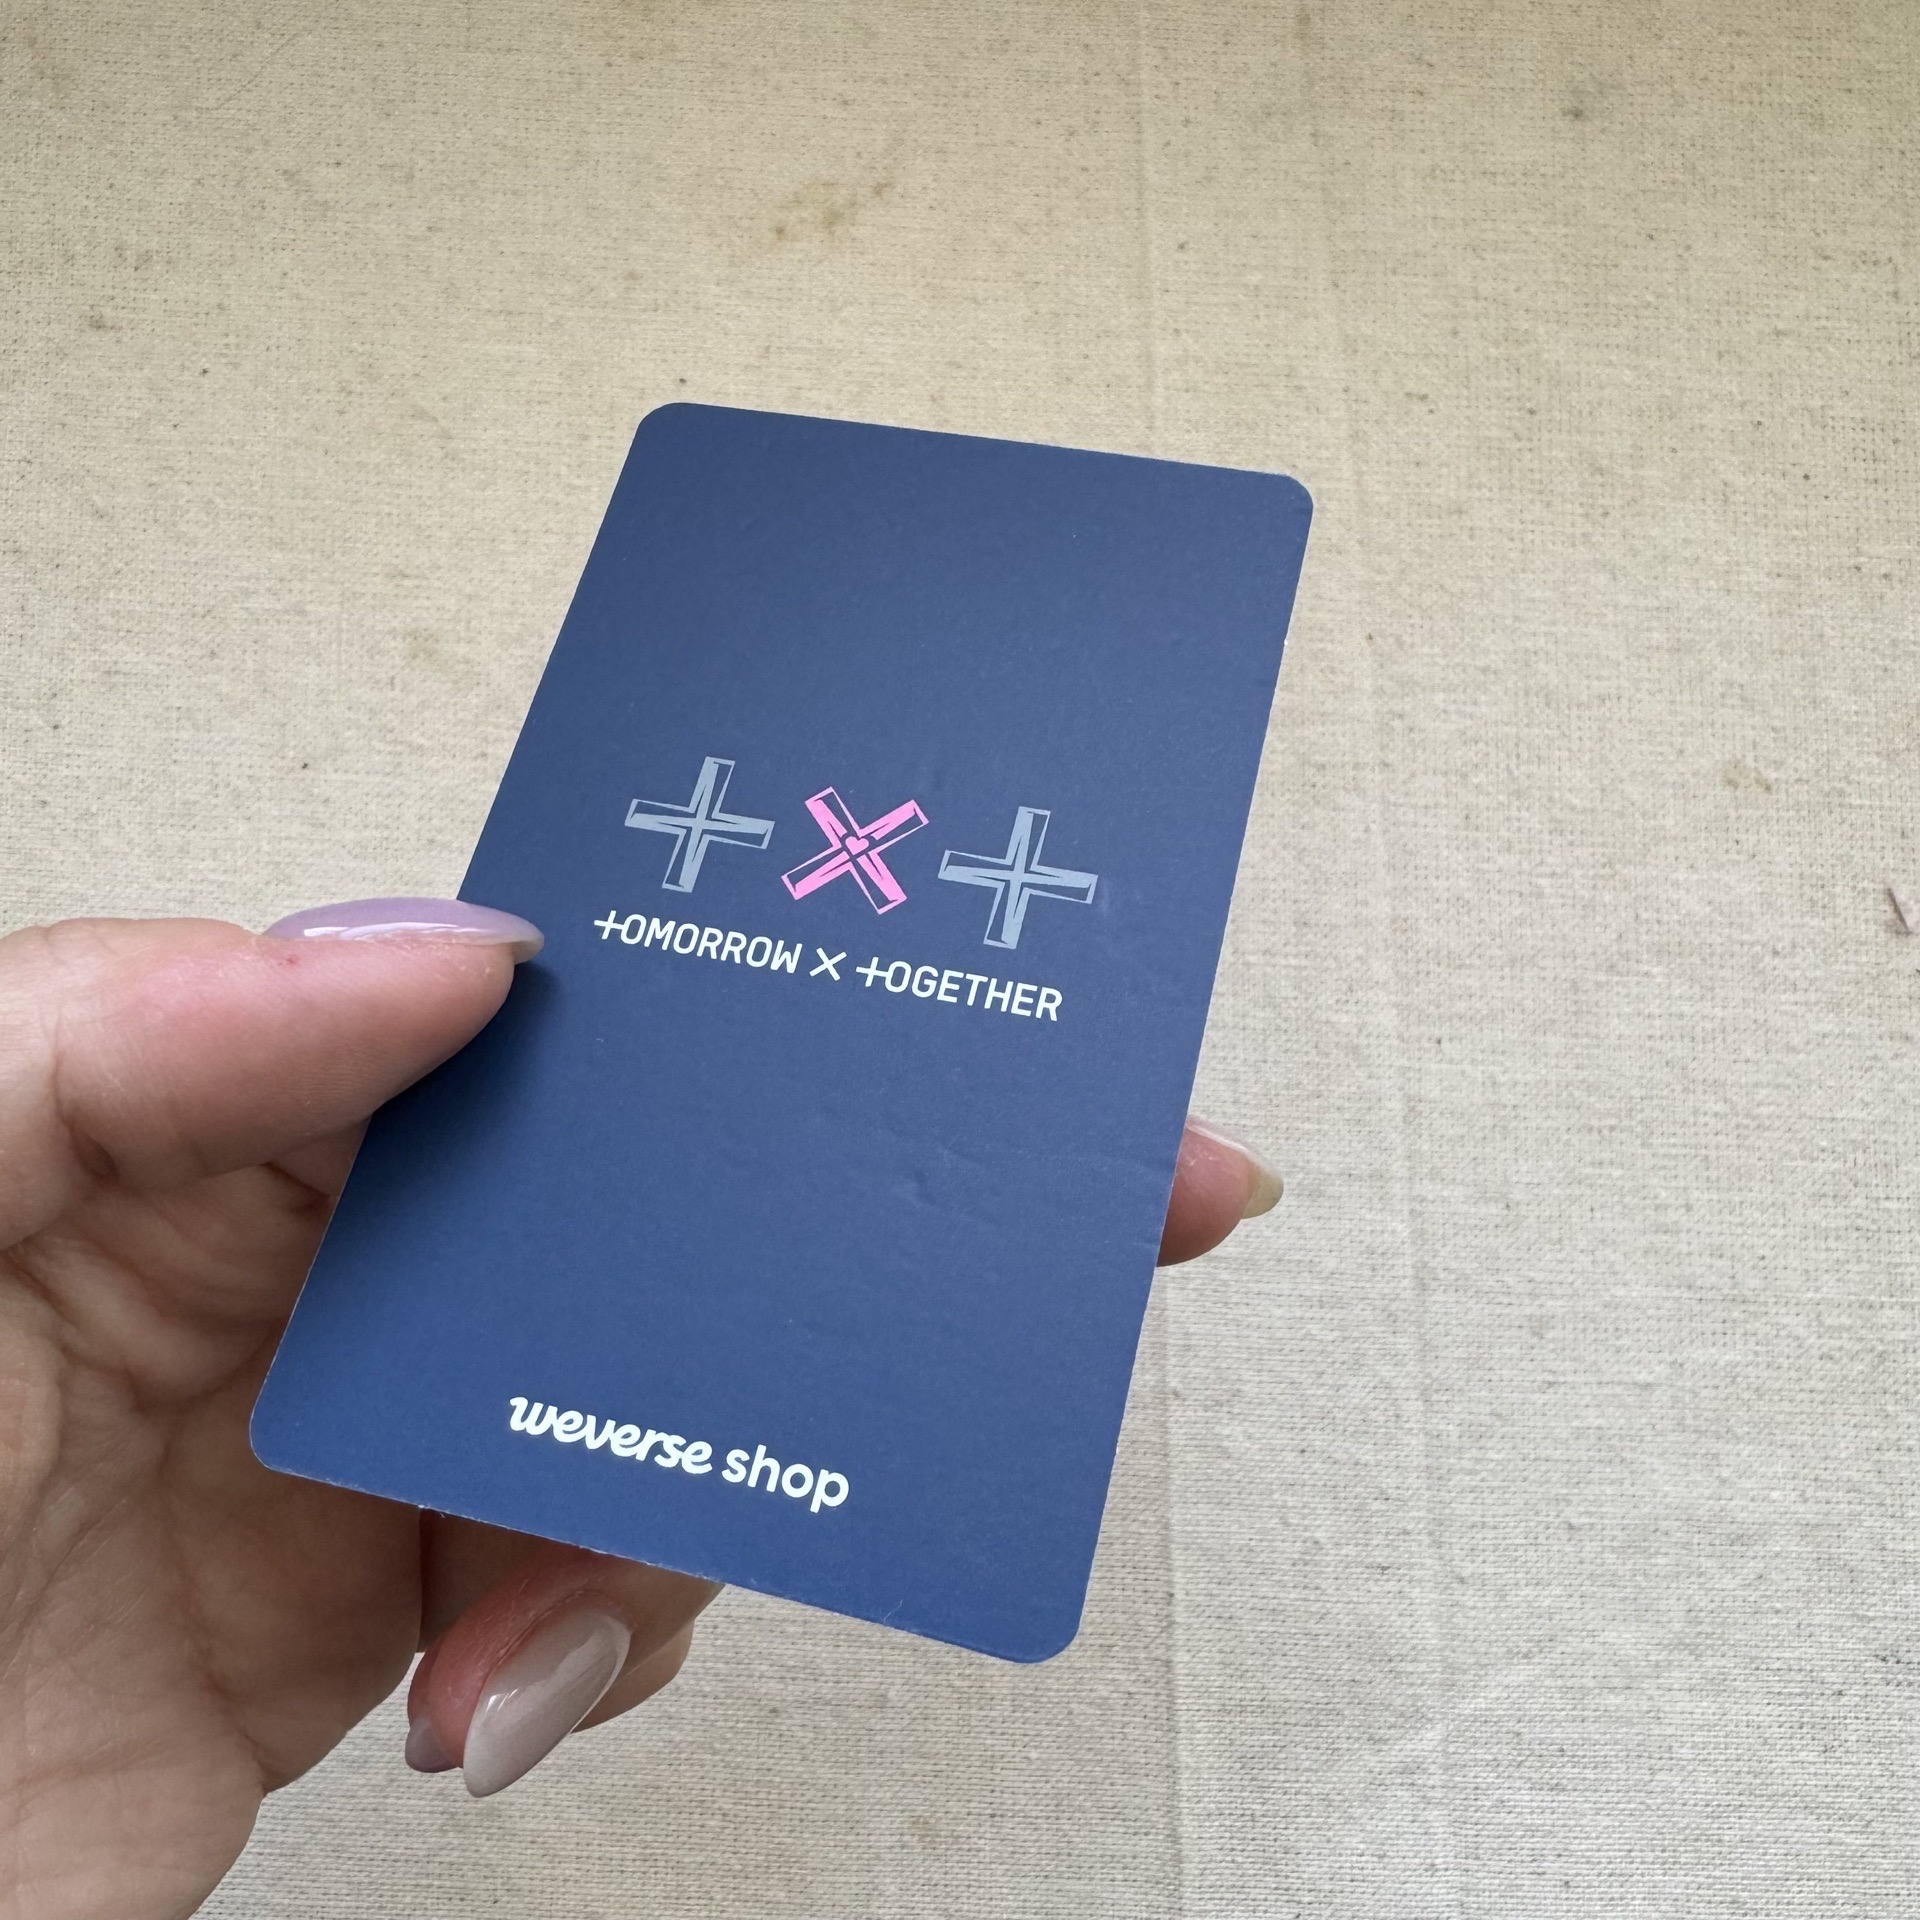 +x+
TOMORROW X TOGETHER
weverse shop